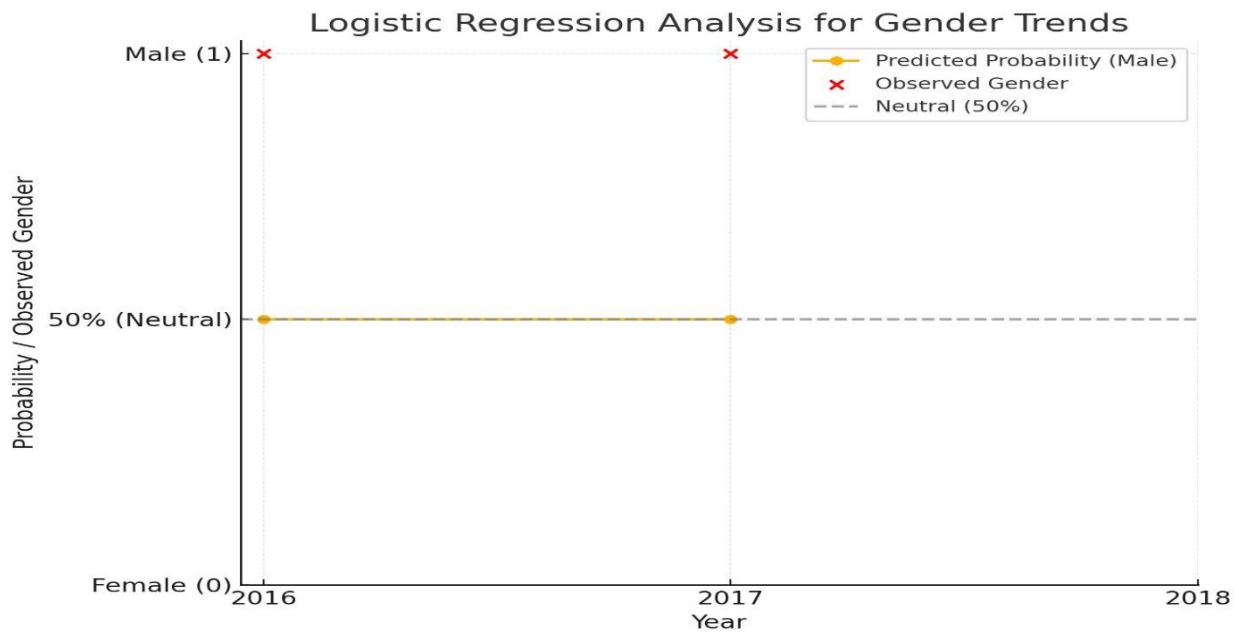 Logistic Regression Analysis for Gender Trends
Male (1)
Predicted Probability (Male)
Observed Gender
Neutral (50%)
Probability / Observed Gender
50% (Neutral)
Female (0)
2016
2017
2018
Year